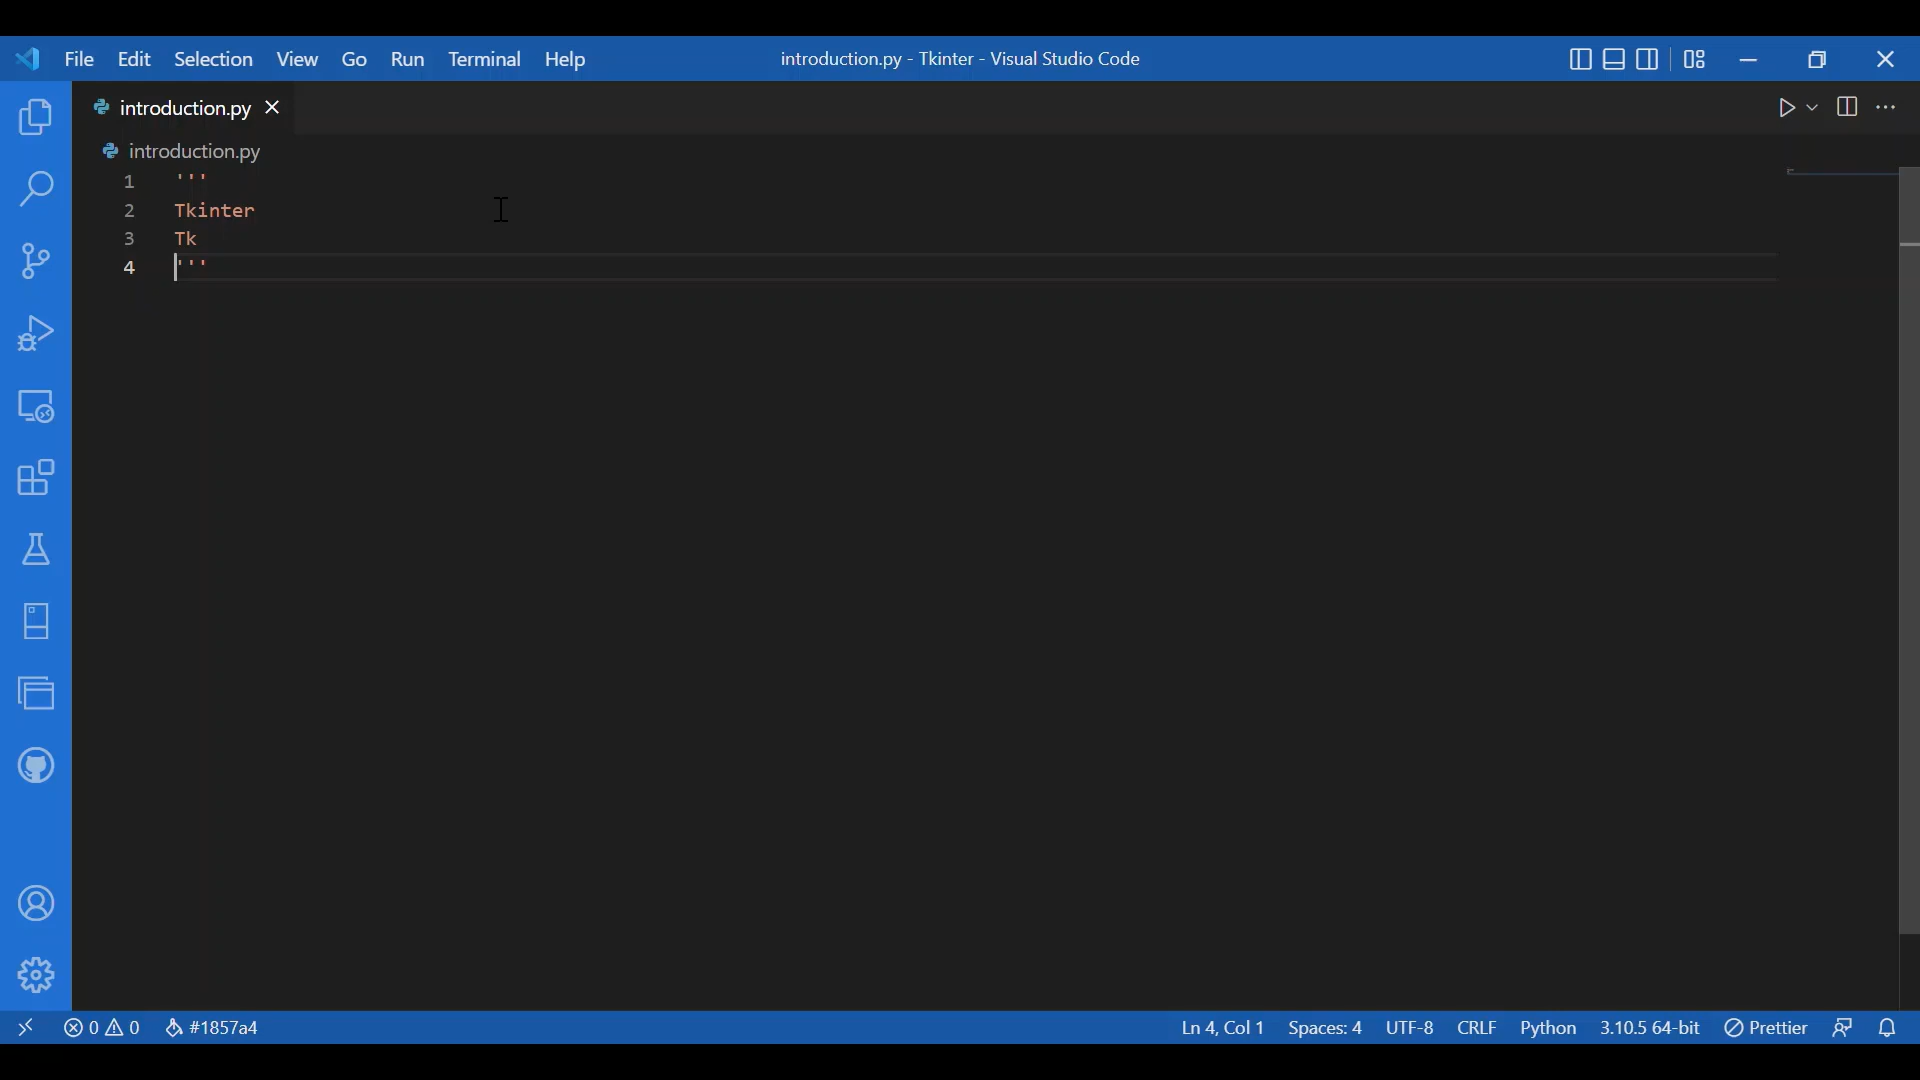 File Edit Selection View Go Run Terminal Help introduction.py - Tkinter - Visual Studio Code
introduction.py
introduction.py
1 '''
2 Tkinter
3 Tk
4 '''
0 0 #1857a4 Ln 4, Col 1 Spaces: 4 UTF-8 CRLF Python 3.10.5 64-bit Prettier